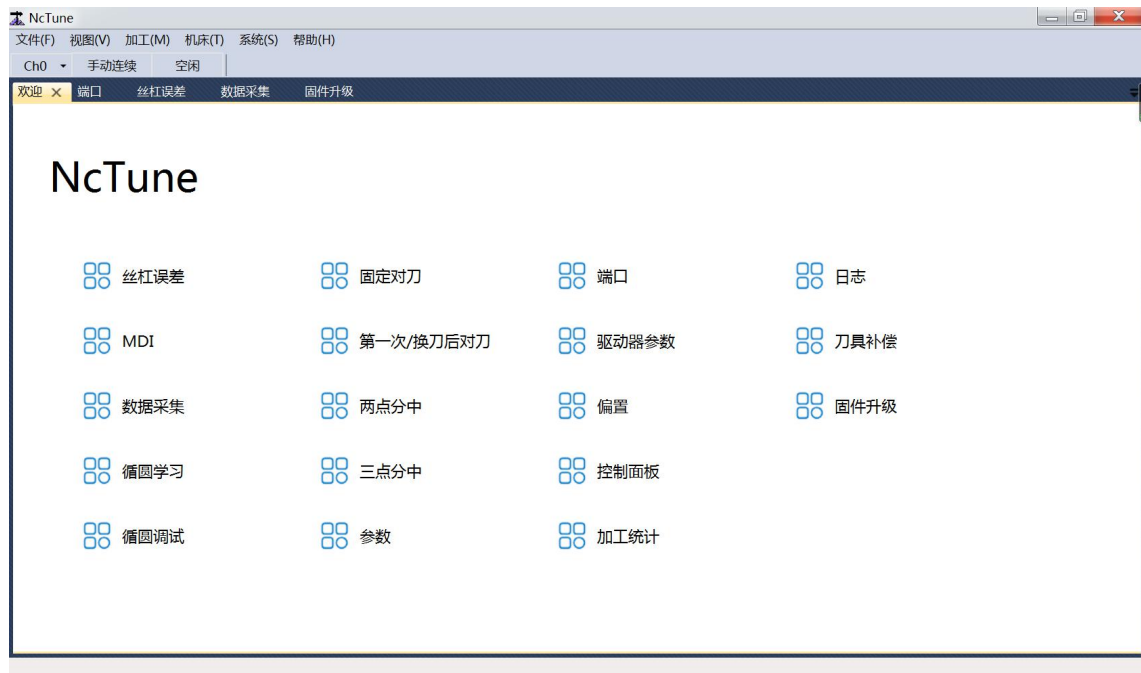 NcTune
文件(F) 视图(V) 加工(M) 机床(T) 系统(S) 帮助(H)
Ch0 手动连续 空闲
欢迎 端口 丝杠误差 数据采集 固件升级
NcTune
丝杠误差 固定对刀 端口 日志
MDI 第一次/换刀后对刀 驱动器参数 刀具补偿
数据采集 两点分中 偏置 固件升级
循圆学习 三点分中 控制面板
循圆调试 参数 加工统计